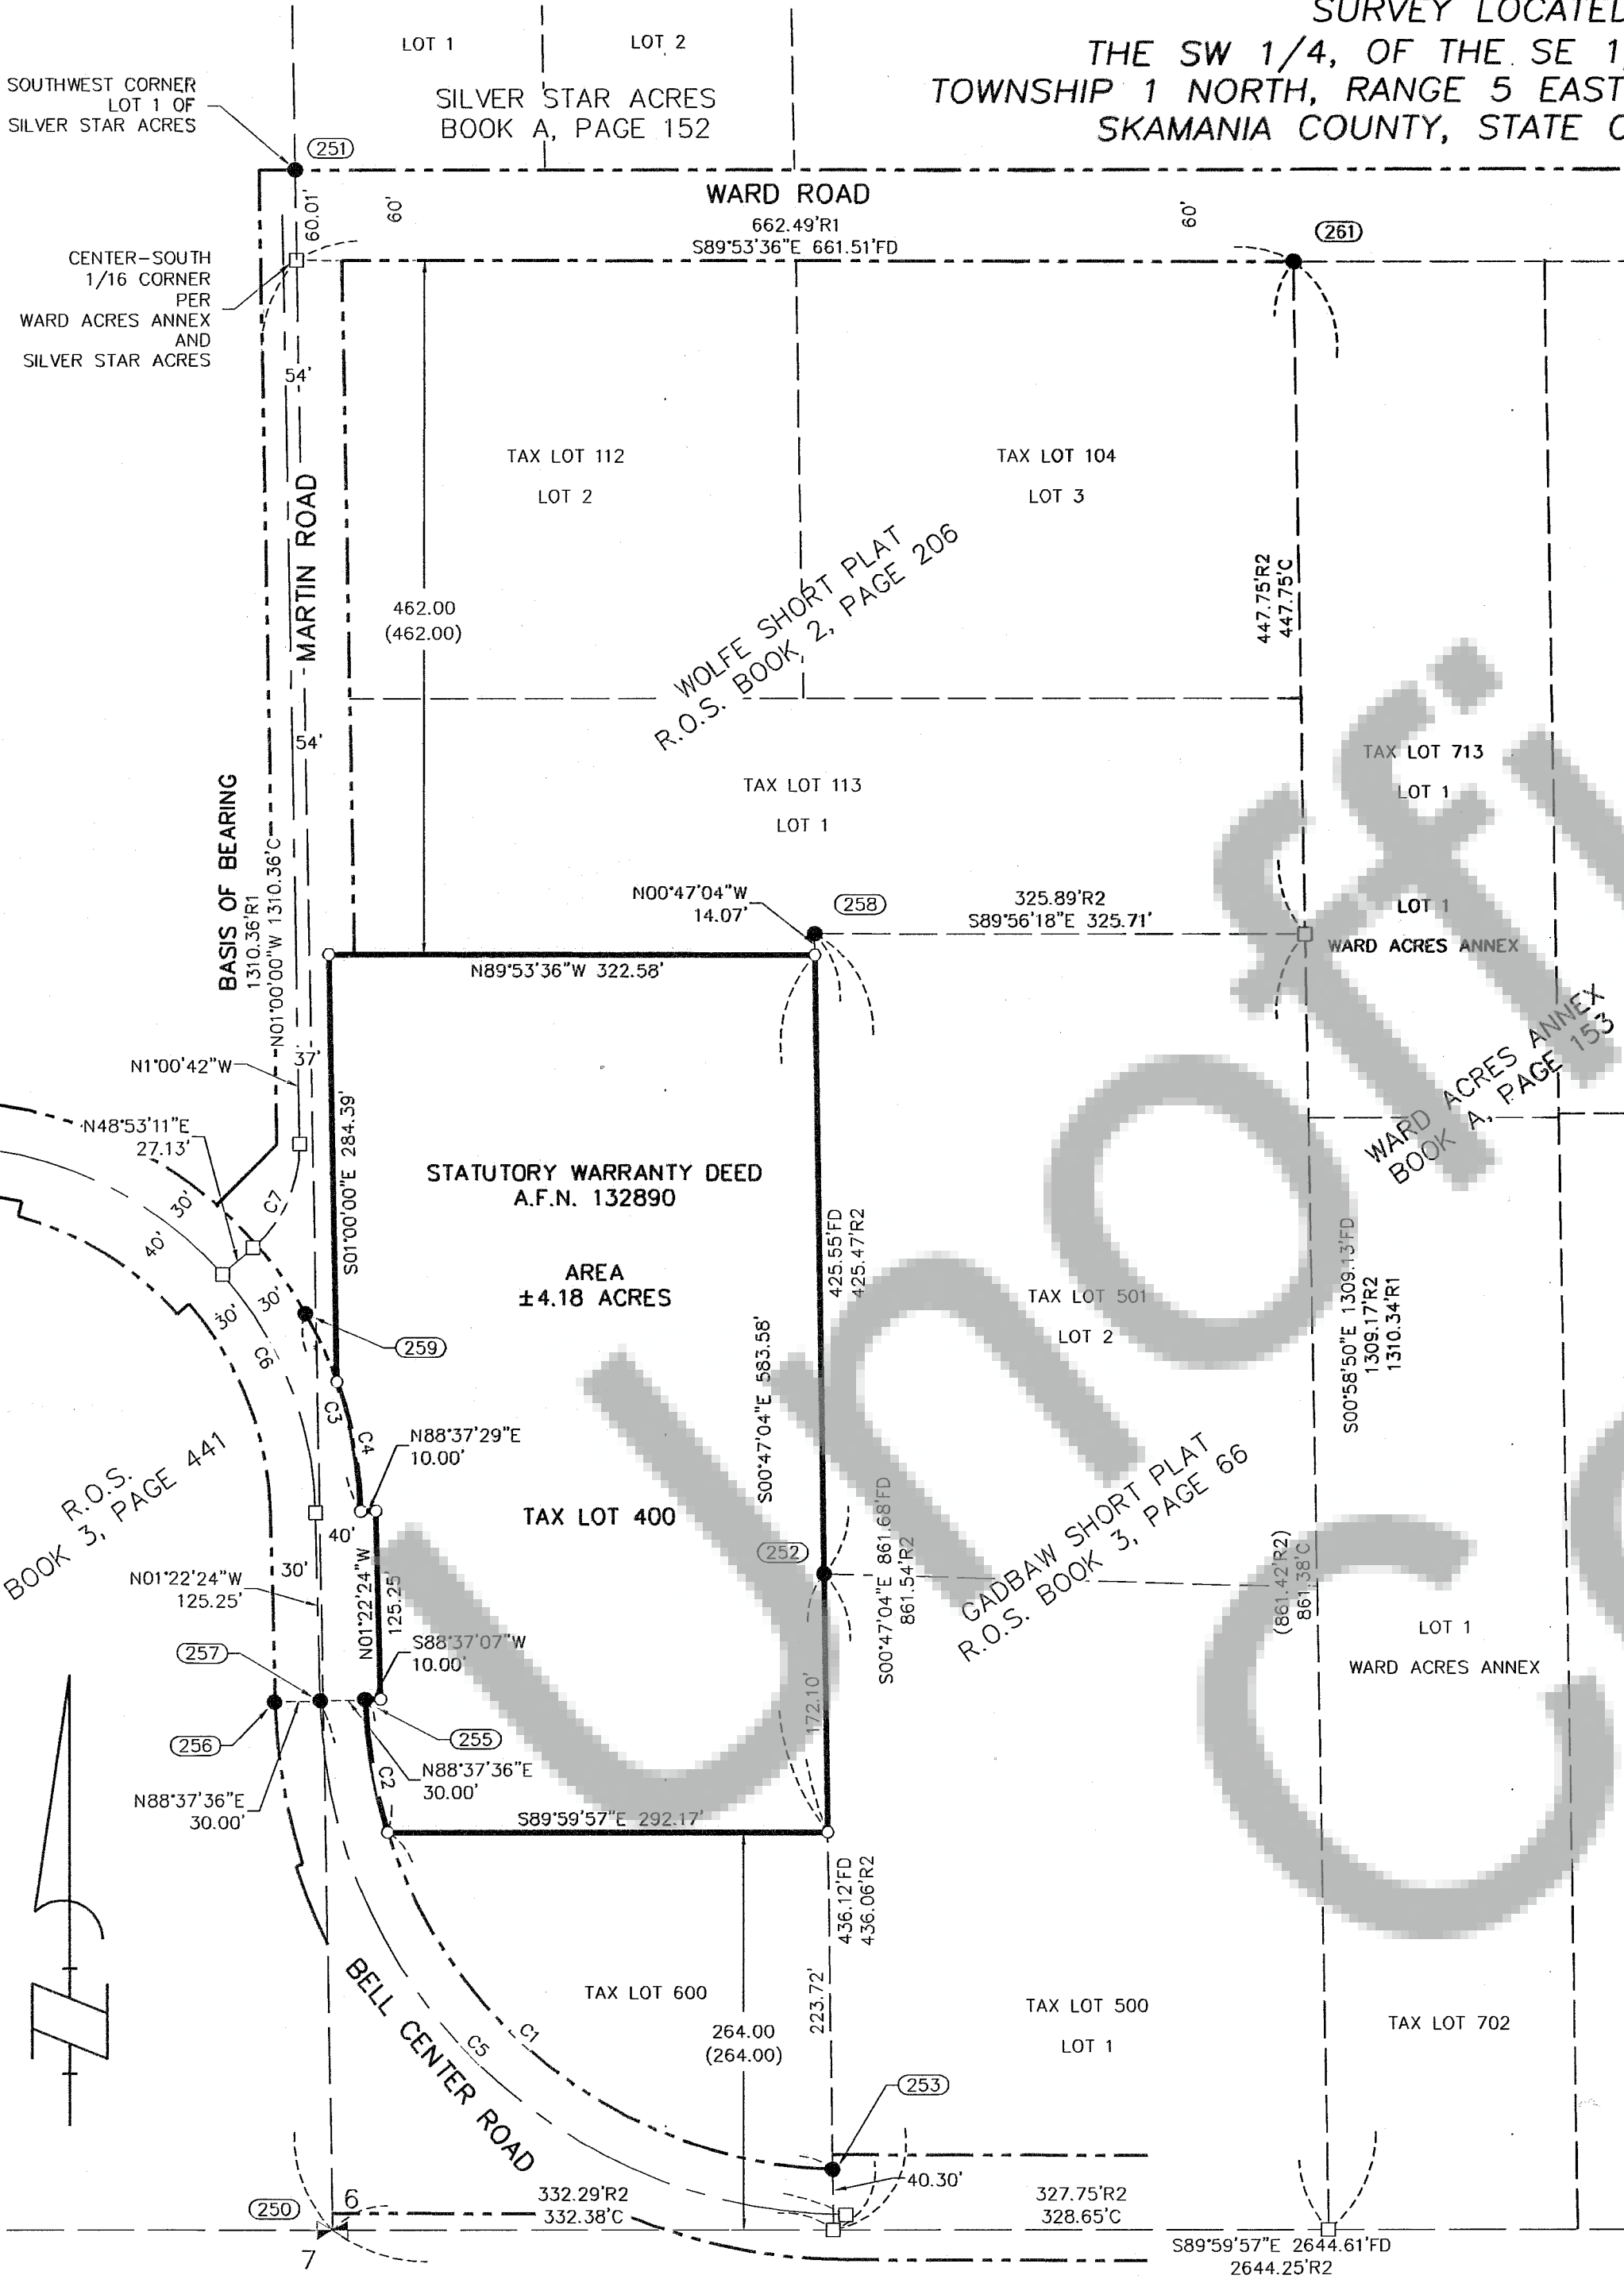 SURVEY LOCATED
THE SW 1/4, OF THE SE
TOWNSHIP 1 NORTH, RANGE 5 EAST
SKAMANIA COUNTY, STATE
LOT 1
LOT 2
SILVER STAR ACRES
BOOK A, PAGE 152
SOUTHWEST CORNER
LOT 1 OF
SILVER STAR ACRES
251
WARD ROAD
662.49'R1
S89°53'36"E 661.51'FD
60.01'
60'
60'
261
CENTER-SOUTH
1/16 CORNER
PER
WARD ACRES ANNEX
AND
SILVER STAR ACRES
54'
MARTIN ROAD
54'
TAX LOT 112
LOT 2
TAX LOT 104
LOT 3
462.00
(462.00)
WOLFE SHORT PLAT
R.O.S. BOOK 2, PAGE 206
447.75'R2
447.75'C
TAX LOT 713
LOT 1
TAX LOT 113
LOT 1
BASIS OF BEARING
1310.36'R1
N01°00'00"W 1310.36'C
N00°47'04"W
14.07'
258
325.89'R2
S89°56'18"E 325.71'
LOT 1
WARD ACRES ANNEX
N89°53'36"W 322.58'
WARD ACRES ANNEX
BOOK A, PAGE 153
37'
N1°00'42"W
N48°53'11"E
27.13'
C7
30'
40'
30'
30'
C6
S01°00'00"E 284.39'
STATUTORY WARRANTY DEED
A.F.N. 132890
AREA
±4.18 ACRES
425.55'FD
425.47'R2
TAX LOT 501
LOT 2
S00°58'50"E 1309.13'FD
1309.17'R2
1310.34'R1
259
C3
C4
N88°37'29"E
10.00'
S00°47'04"E 583.58'
R.O.S.
BOOK 3, PAGE 441
TAX LOT 400
GADBAW SHORT PLAT
R.O.S. BOOK 3, PAGE 66
40'
30'
252
N01°22'24"W
125.25'
N01°22'24"W
125.25'
S00°47'04"E 861.68'FD
861.54'R2
(861.42'R2)
861.38'C
LOT 1
WARD ACRES ANNEX
S88°37'07"W
10.00'
257
256
255
172.10'
N88°37'36"E
30.00'
N88°37'36"E
30.00'
C2
S89°59'57"E 292.17'
436.12'FD
436.06'R2
BELL CENTER ROAD
C5
C1
TAX LOT 600
264.00
(264.00)
223.72'
TAX LOT 500
LOT 1
TAX LOT 702
253
40.30'
250
6
7
332.29'R2
332.38'C
327.75'R2
328.65'C
S89°59'57"E 2644.61'FD
2644.25'R2
Unoffi
C